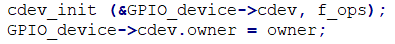 cdev_init (&GPIO_device->cdev, f_ops);
GPIO_device->cdev.owner = owner;